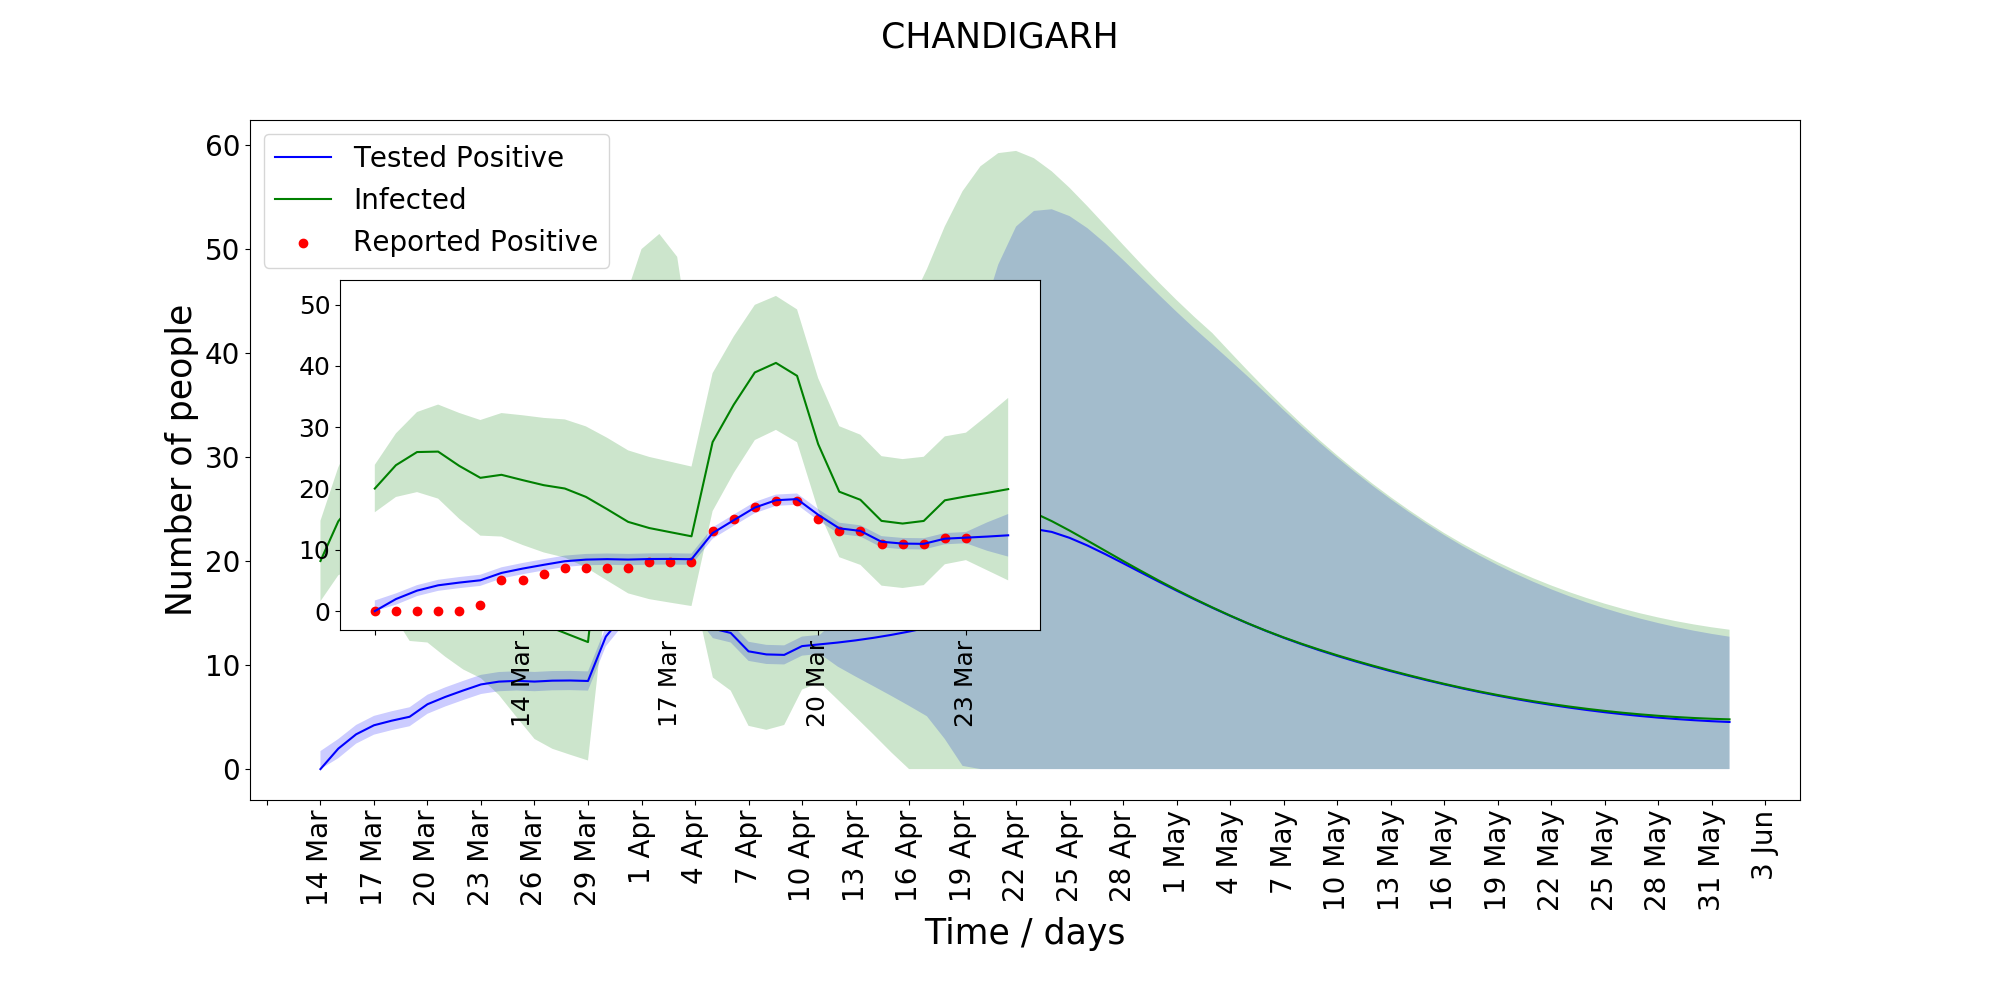 CHANDIGARH
Tested Positive
Infected
Reported Positive
60
50
40
30
20
10
0
Number of people
50
40
30
20
10
0
14 Mar
17 Mar
20 Mar
23 Mar
14 Mar
17 Mar
20 Mar
23 Mar
26 Mar
29 Mar
1 Apr
4 Apr
7 Apr
10 Apr
13 Apr
16 Apr
19 Apr
22 Apr
25 Apr
28 Apr
1 May
4 May
7 May
10 May
13 May
16 May
19 May
22 May
25 May
28 May
31 May
3 Jun
Time / days